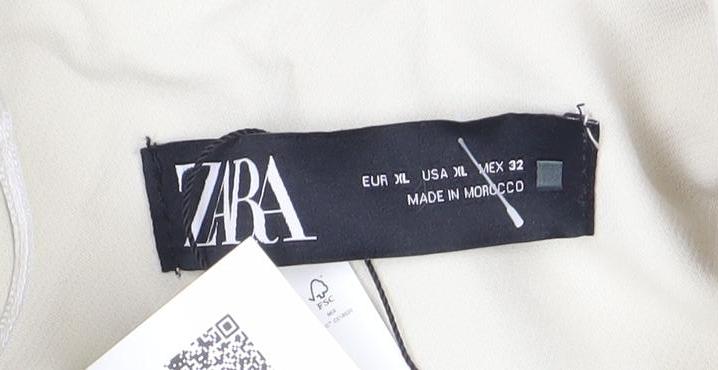 ZARA
EUR XL USA XL MEX 32
MADE IN MOROCCO
FSC